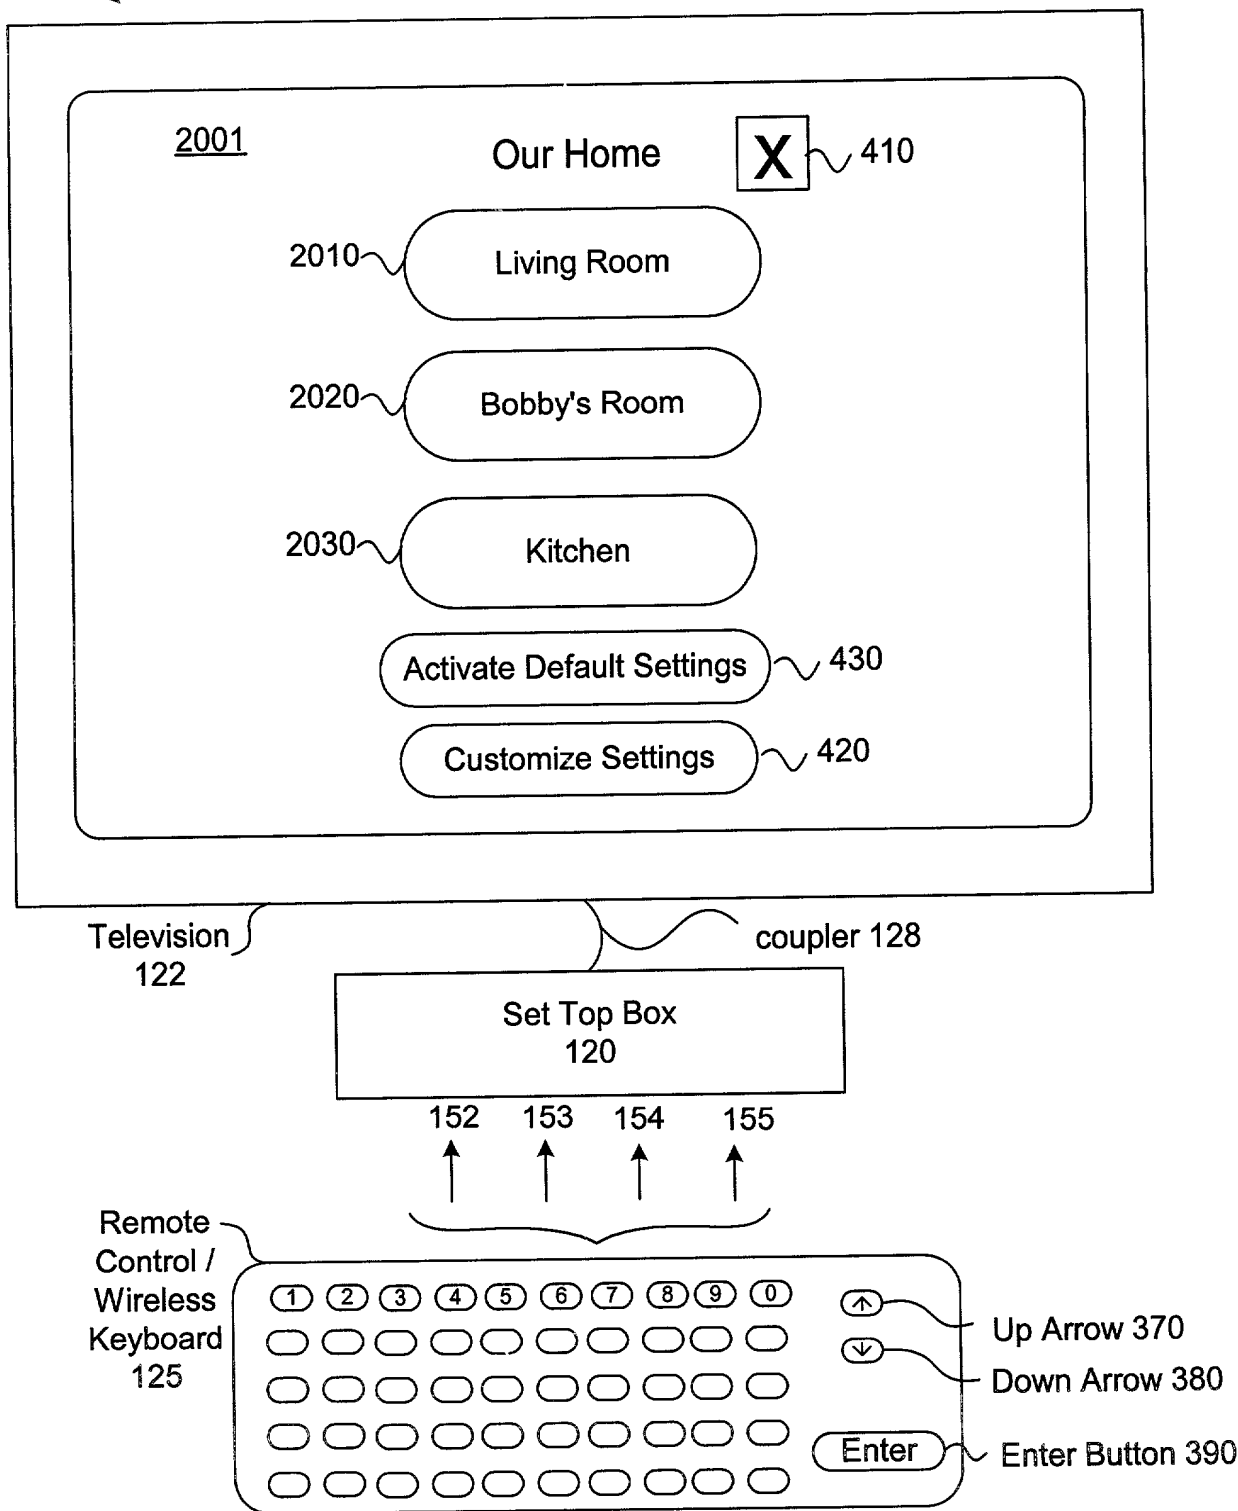 2001
Our Home
X
410
2010
Living Room
2020
Bobby's Room
2030
Kitchen
Activate Default Settings
430
Customize Settings
420
Television
122
coupler 128
Set Top Box
120
152 153 154 155
Remote
Control /
Wireless
Keyboard
125
1 2 3 4 5 6 7 8 9 0
Up Arrow 370
Down Arrow 380
Enter
Enter Button 390